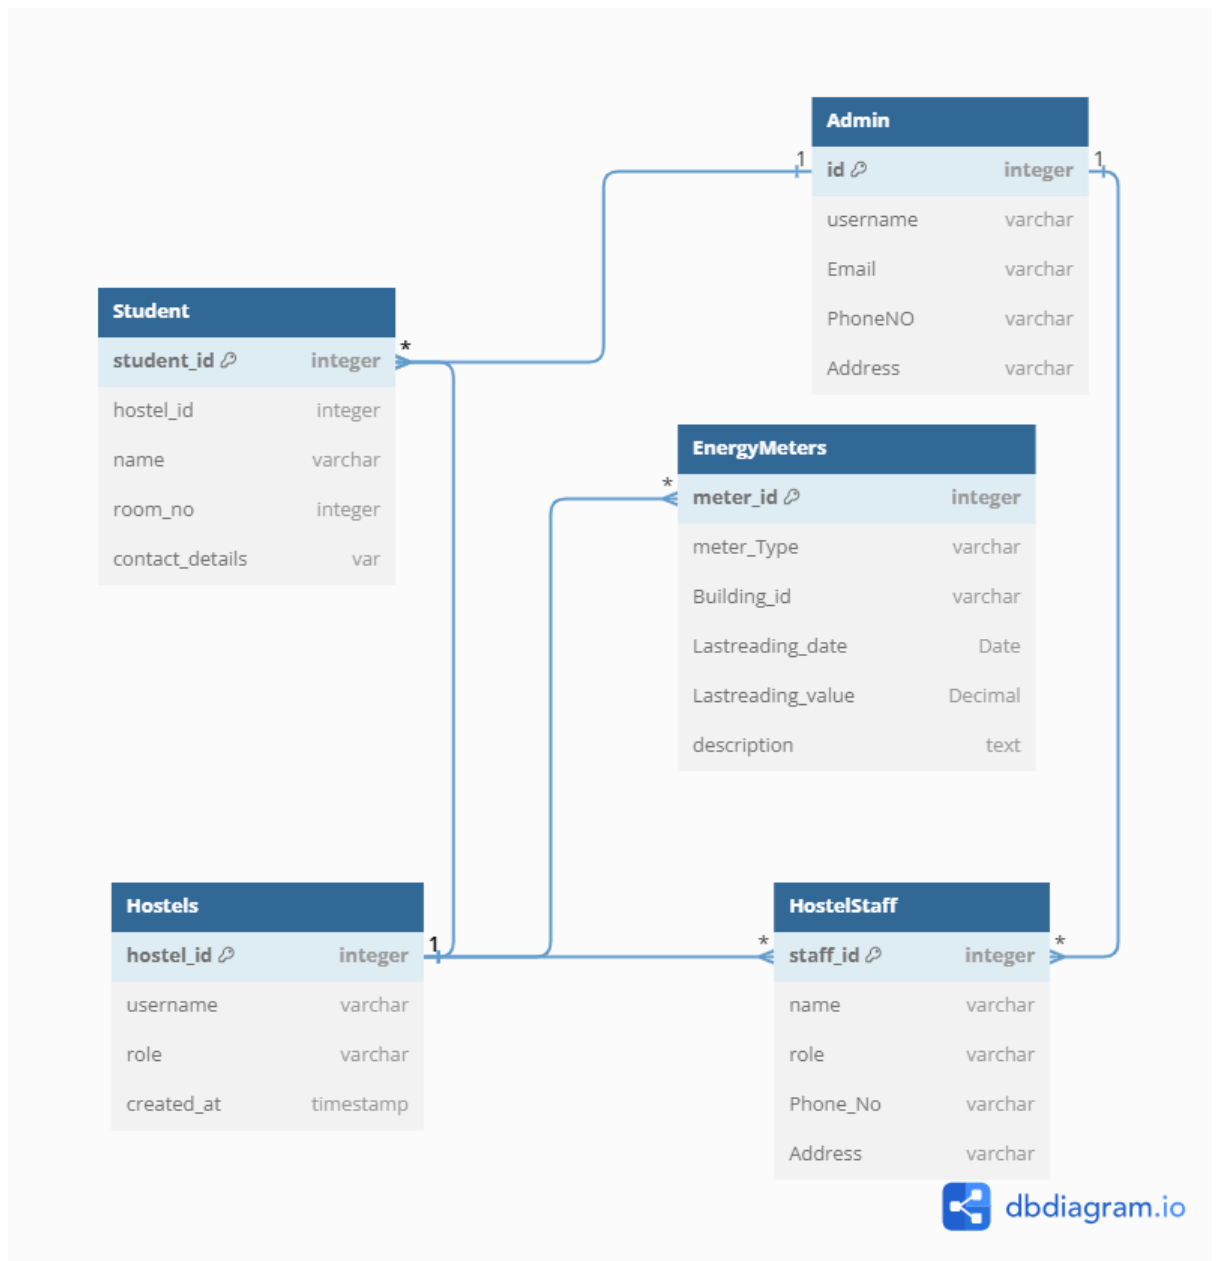 Admin
1 id integer 1
username varchar
Email varchar
PhoneNO varchar
Address varchar
Student
student_id integer *
hostel_id integer
name varchar
room_no integer
contact_details var
EnergyMeters
* meter_id integer
meter_Type varchar
Building_id varchar
Lastreading_date Date
Lastreading_value Decimal
description text
Hostels
hostel_id integer 1
username varchar
role varchar
created_at timestamp
HostelStaff
* staff_id integer *
name varchar
role varchar
Phone_No varchar
Address varchar
dbdiagram.io